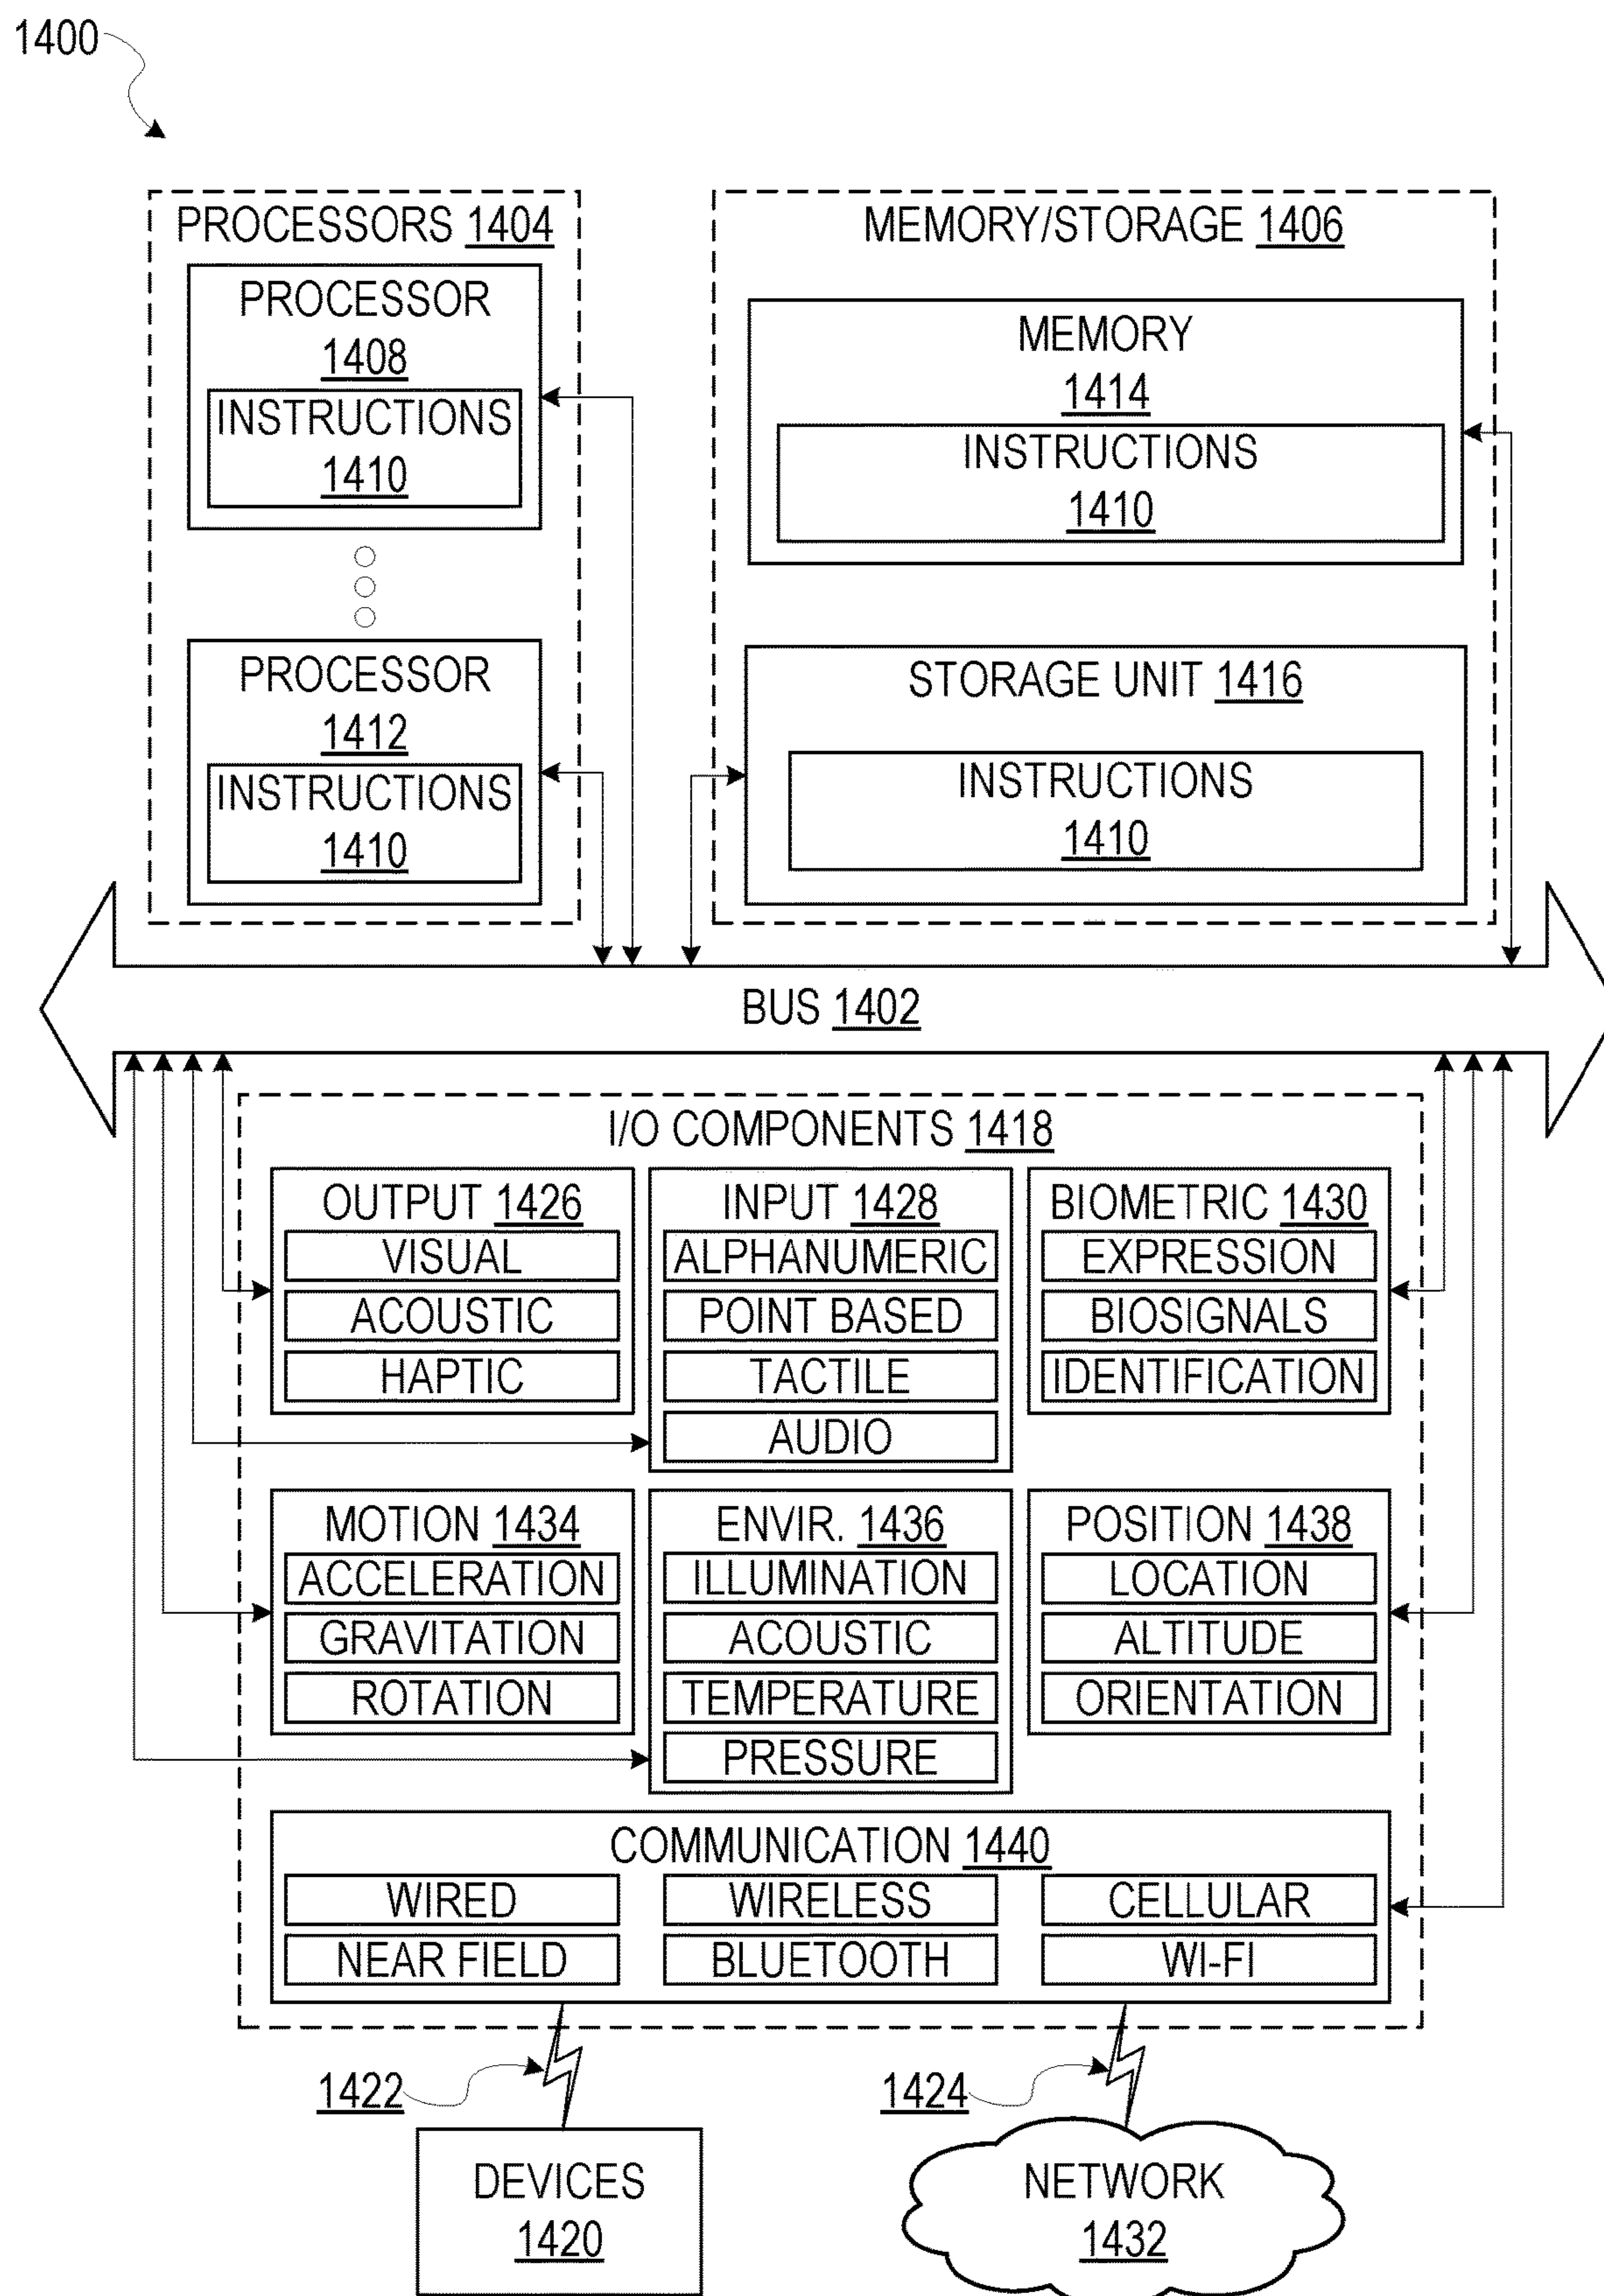 1400
PROCESSORS 1404
PROCESSOR
1408
INSTRUCTIONS
1410
PROCESSOR
1412
INSTRUCTIONS
1410
MEMORY/STORAGE 1406
MEMORY
1414
INSTRUCTIONS
1410
STORAGE UNIT 1416
INSTRUCTIONS
1410
BUS 1402
I/O COMPONENTS 1418
OUTPUT 1426
VISUAL
ACOUSTIC
HAPTIC
INPUT 1428
ALPHANUMERIC
POINT BASED
TACTILE
AUDIO
BIOMETRIC 1430
EXPRESSION
BIOSIGNALS
IDENTIFICATION
MOTION 1434
ACCELERATION
GRAVITATION
ROTATION
ENVIR. 1436
ILLUMINATION
ACOUSTIC
TEMPERATURE
PRESSURE
POSITION 1438
LOCATION
ALTITUDE
ORIENTATION
COMMUNICATION 1440
WIRED
WIRELESS
CELLULAR
NEAR FIELD
BLUETOOTH
WI-FI
1422
1424
DEVICES
1420
NETWORK
1432